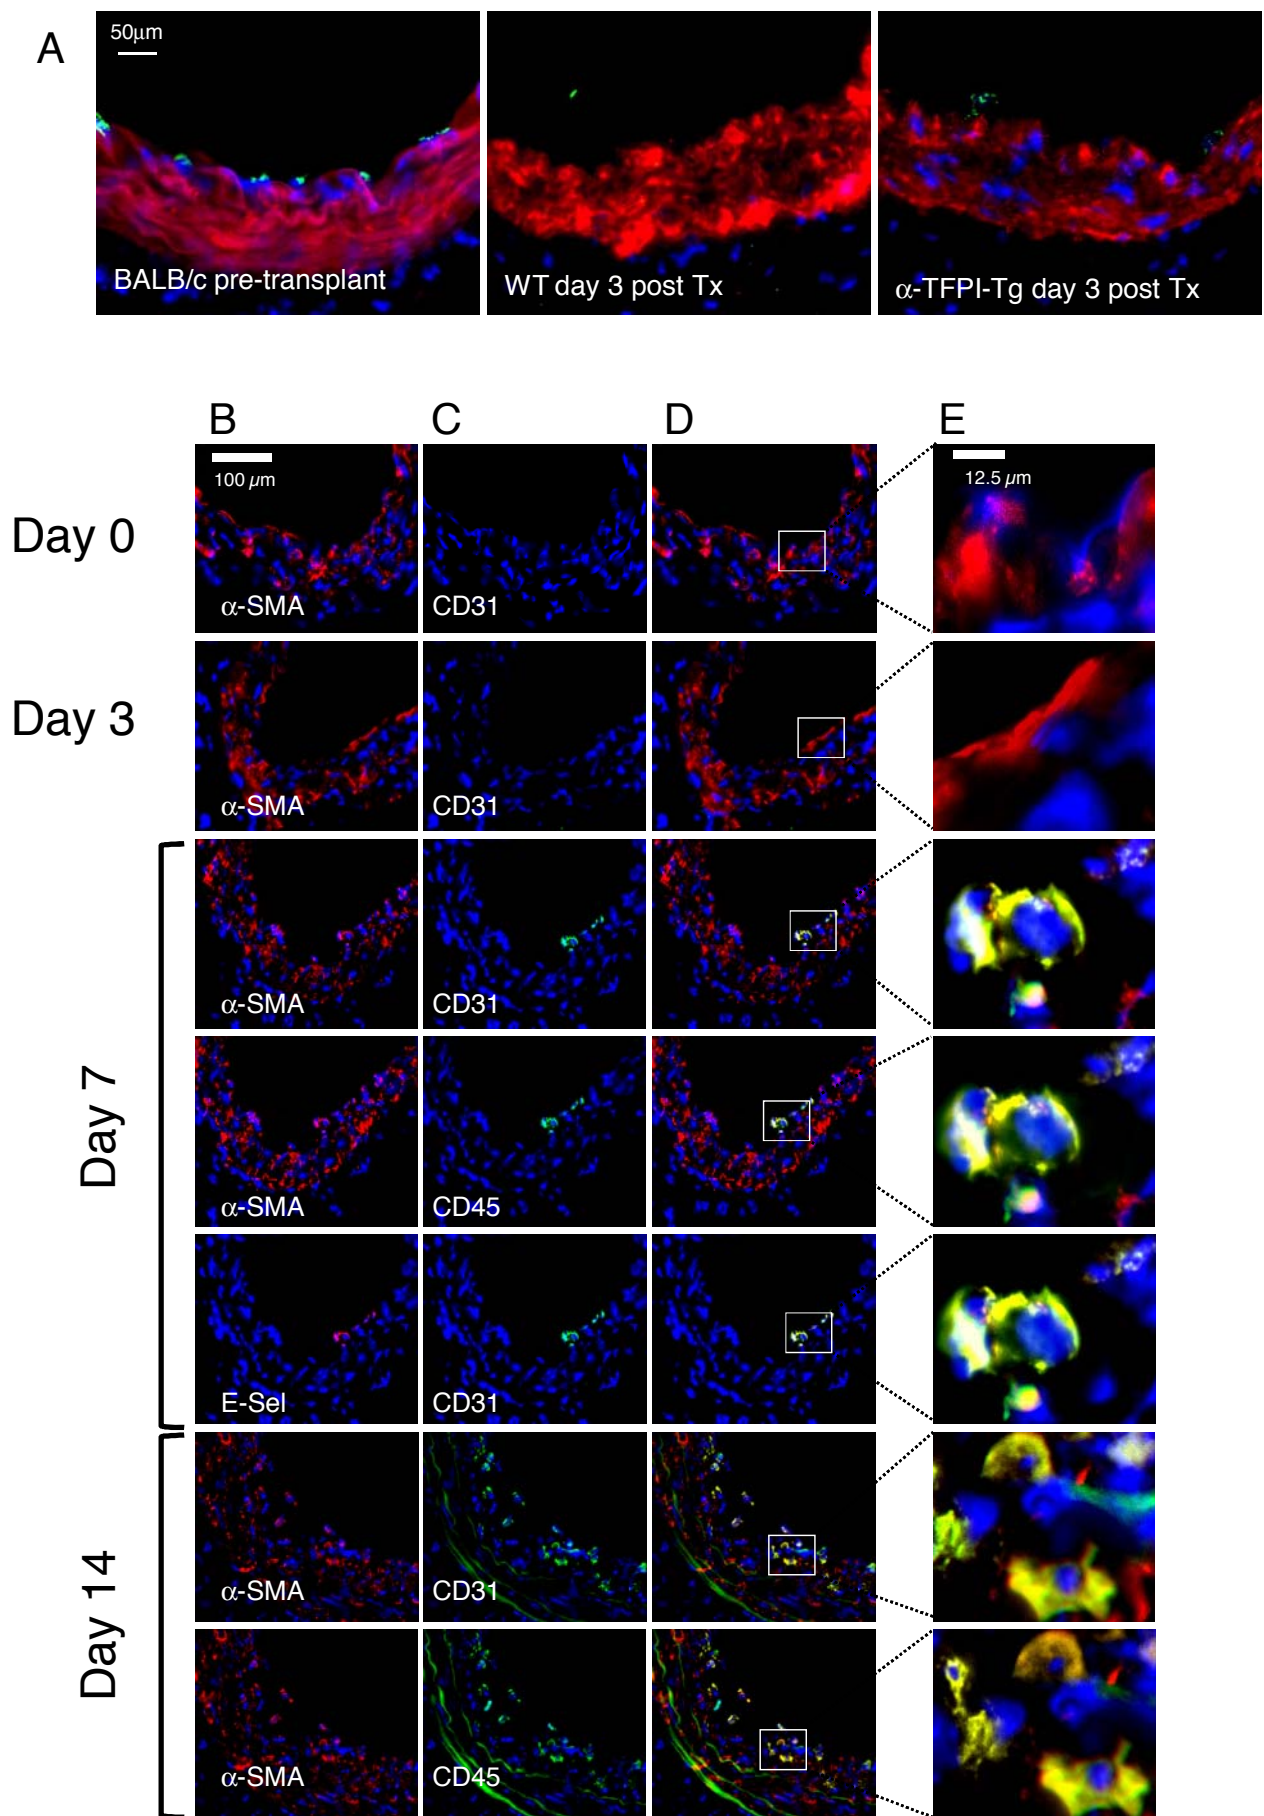 A
50μm
BALB/c pre-transplant
WT day 3 post Tx
α-TFPI-Tg day 3 post Tx
B
C
D
E
Day 0
100 μm
α-SMA
CD31
12.5 μm
Day 3
α-SMA
CD31
Day 7
α-SMA
CD31
α-SMA
CD45
E-Sel
CD31
Day 14
α-SMA
CD31
α-SMA
CD45